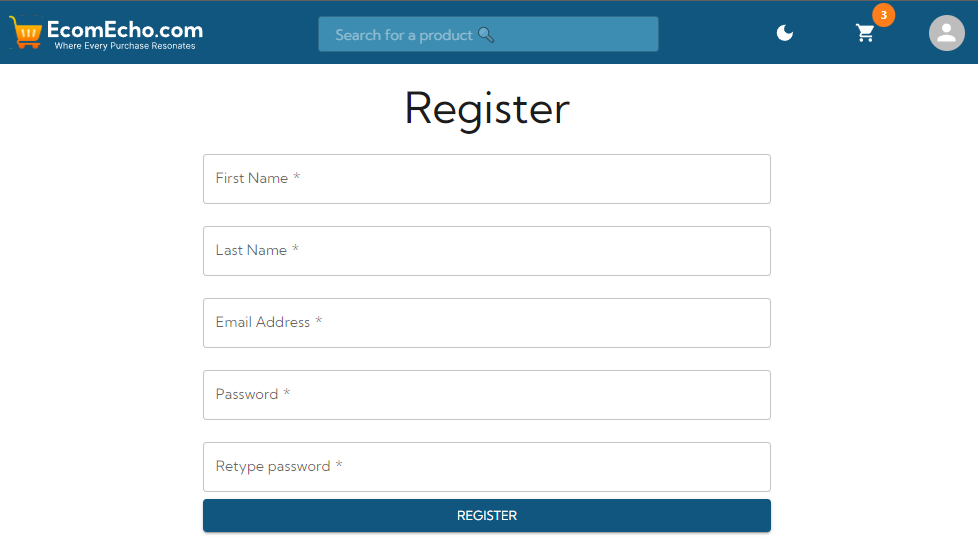 EcomEcho.com
Where Every Purchase Resonates
Search for a product 🔍
3
Register
First Name *
Last Name *
Email Address *
Password *
Retype password *
REGISTER